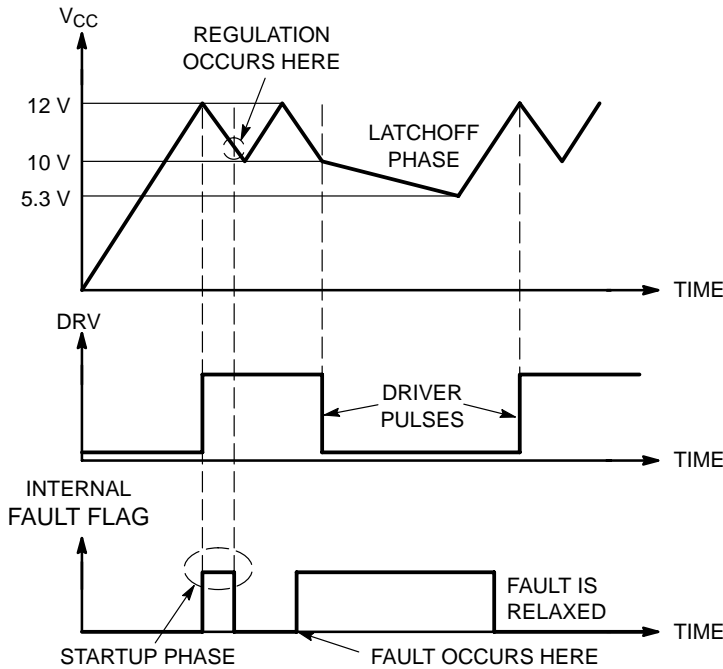 VCC
REGULATION
OCCURS HERE
12 V
LATCHOFF
PHASE
10 V
5.3 V
TIME
DRV
DRIVER
PULSES
TIME
INTERNAL
FAULT FLAG
FAULT IS
RELAXED
TIME
STARTUP PHASE
FAULT OCCURS HERE